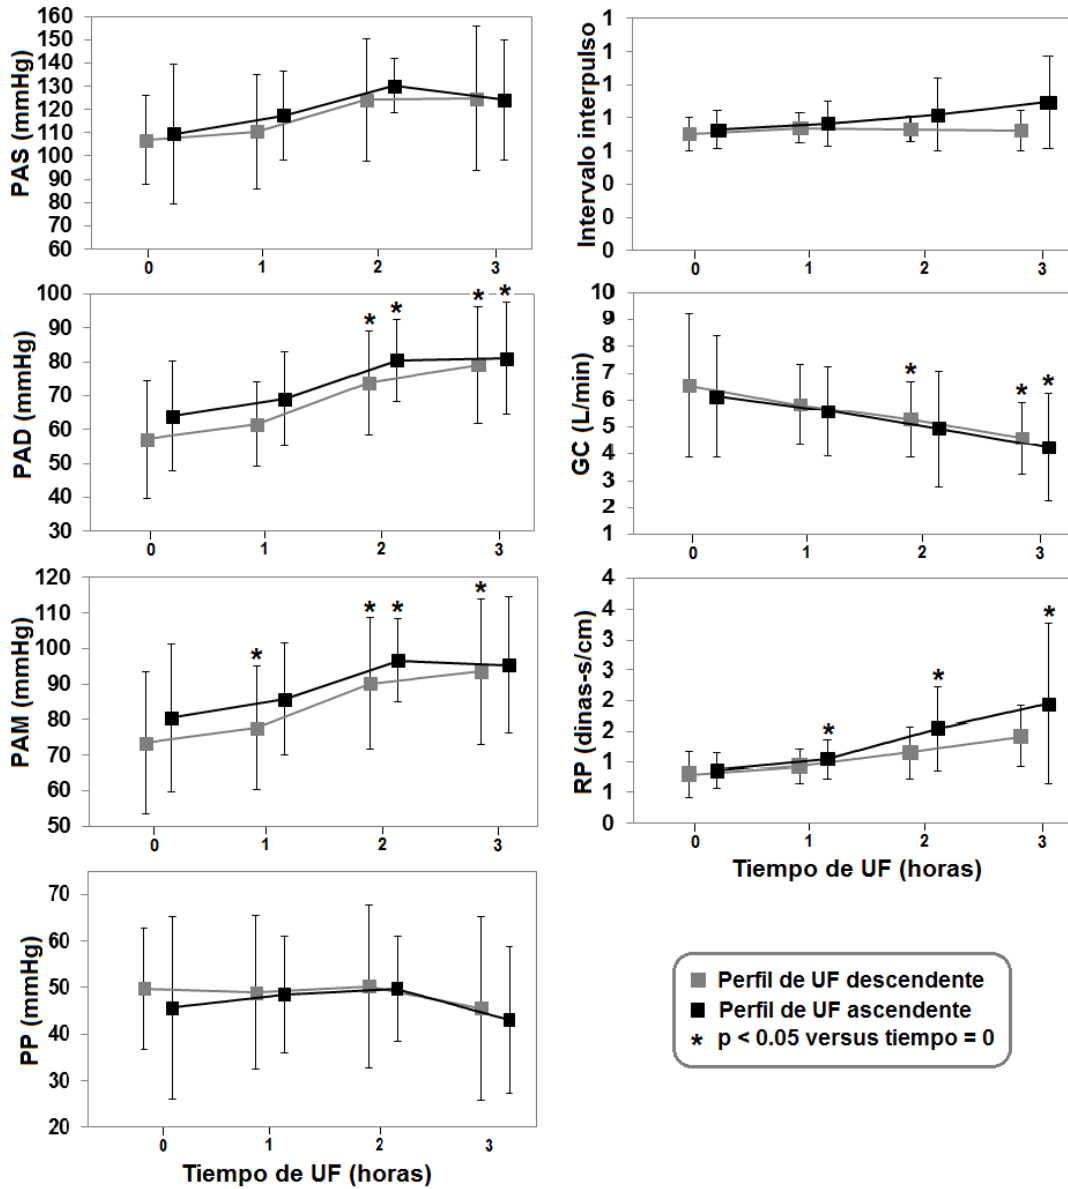 160
150
140
130
120
110
100
90
80
70
60
PAS (mmHg)
0 1 2 3
1
1
1
1
1
0
0
0
Intervalo interpulso
0 1 2 3
100
90
80
70
60
50
40
30
PAD (mmHg)
* * * *
0 1 2 3
10
9
8
7
6
5
4
3
2
1
GC (L/min)
* * *
0 1 2 3
120
110
100
90
80
70
60
50
PAM (mmHg)
* * * *
0 1 2 3
4
4
3
3
2
2
1
1
0
RP (dinas-s/cm)
* * *
0 1 2 3
Tiempo de UF (horas)
70
60
50
40
30
20
PP (mmHg)
0 1 2 3
Tiempo de UF (horas)
Perfil de UF descendente
Perfil de UF ascendente
* p < 0.05 versus tiempo = 0